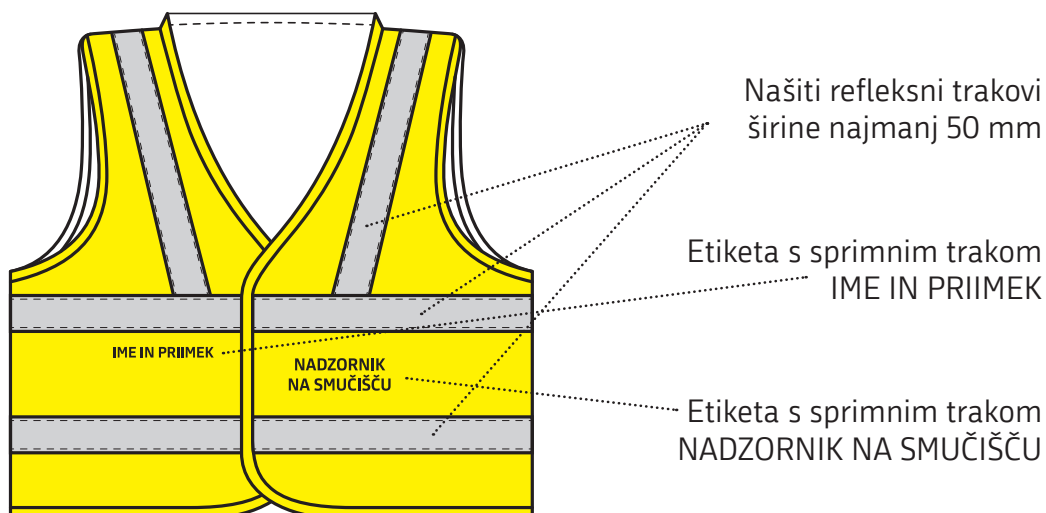 Našiti refleksni trakovi
širine najmanj 50 mm
Etiketa s sprimnim trakom
IME IN PRIIMEK
IME IN PRIIMEK
NADZORNIK
NA SMUČIŠČU
Etiketa s sprimnim trakom
NADZORNIK NA SMUČIŠČU